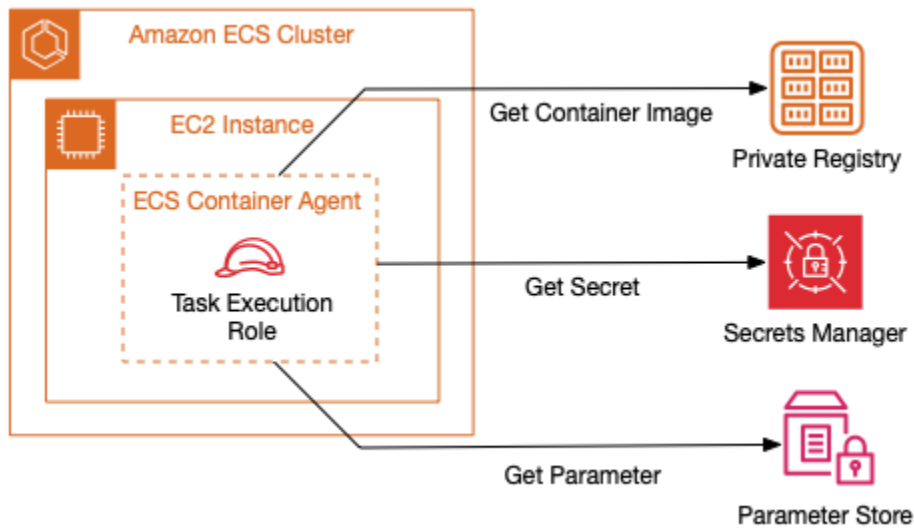 Amazon ECS Cluster
EC2 Instance
ECS Container Agent
Task Execution
Role
Get Container Image
Private Registry
Get Secret
Secrets Manager
Get Parameter
Parameter Store